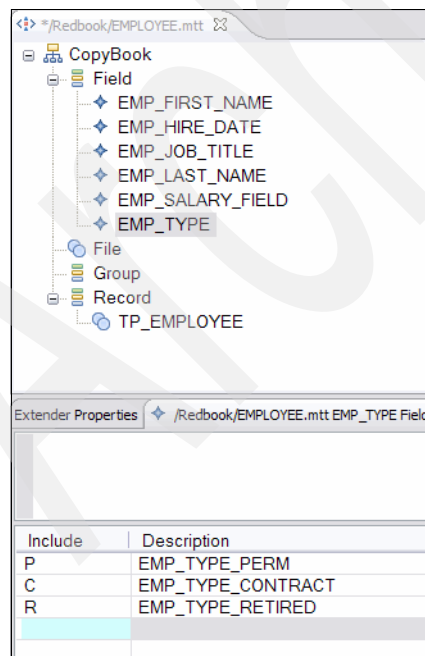 */Redbook/EMPLOYEE.mtt
CopyBook
Field
EMP_FIRST_NAME
EMP_HIRE_DATE
EMP_JOB_TITLE
EMP_LAST_NAME
EMP_SALARY_FIELD
EMP_TYPE
File
Group
Record
TP_EMPLOYEE
Extender Properties /Redbook/EMPLOYEE.mtt EMP_TYPE Field
Include Description
P EMP_TYPE_PERM
C EMP_TYPE_CONTRACT
R EMP_TYPE_RETIRED